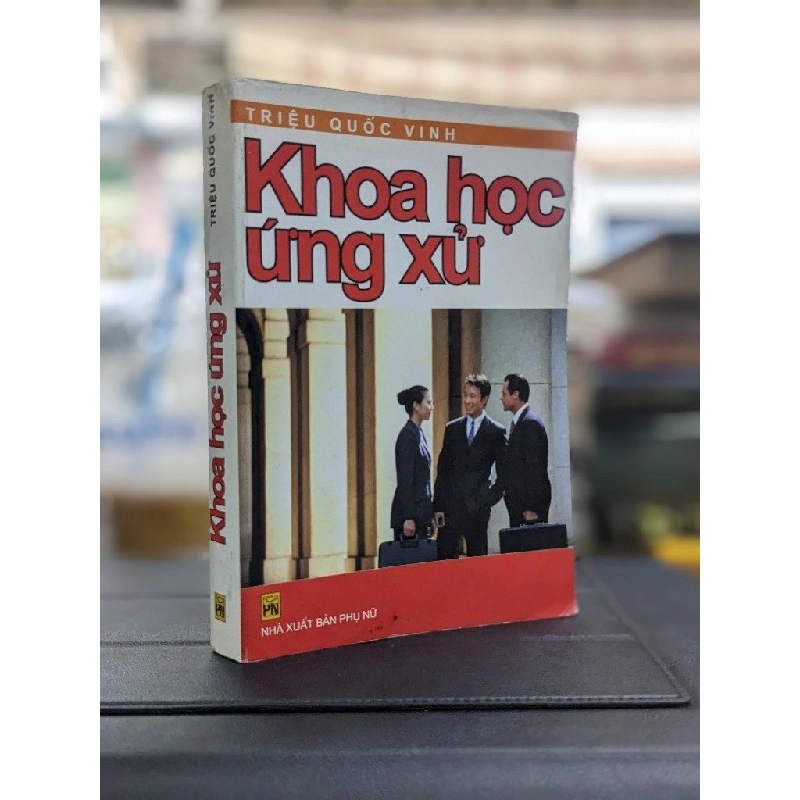 TRIỆU QUỐC VINH
Khoa học
ứng xử
PN
NHÀ XUẤT BẢN PHỤ NỮ
TRIỆU QUỐC VINH
Khoa học ứng xử
PN